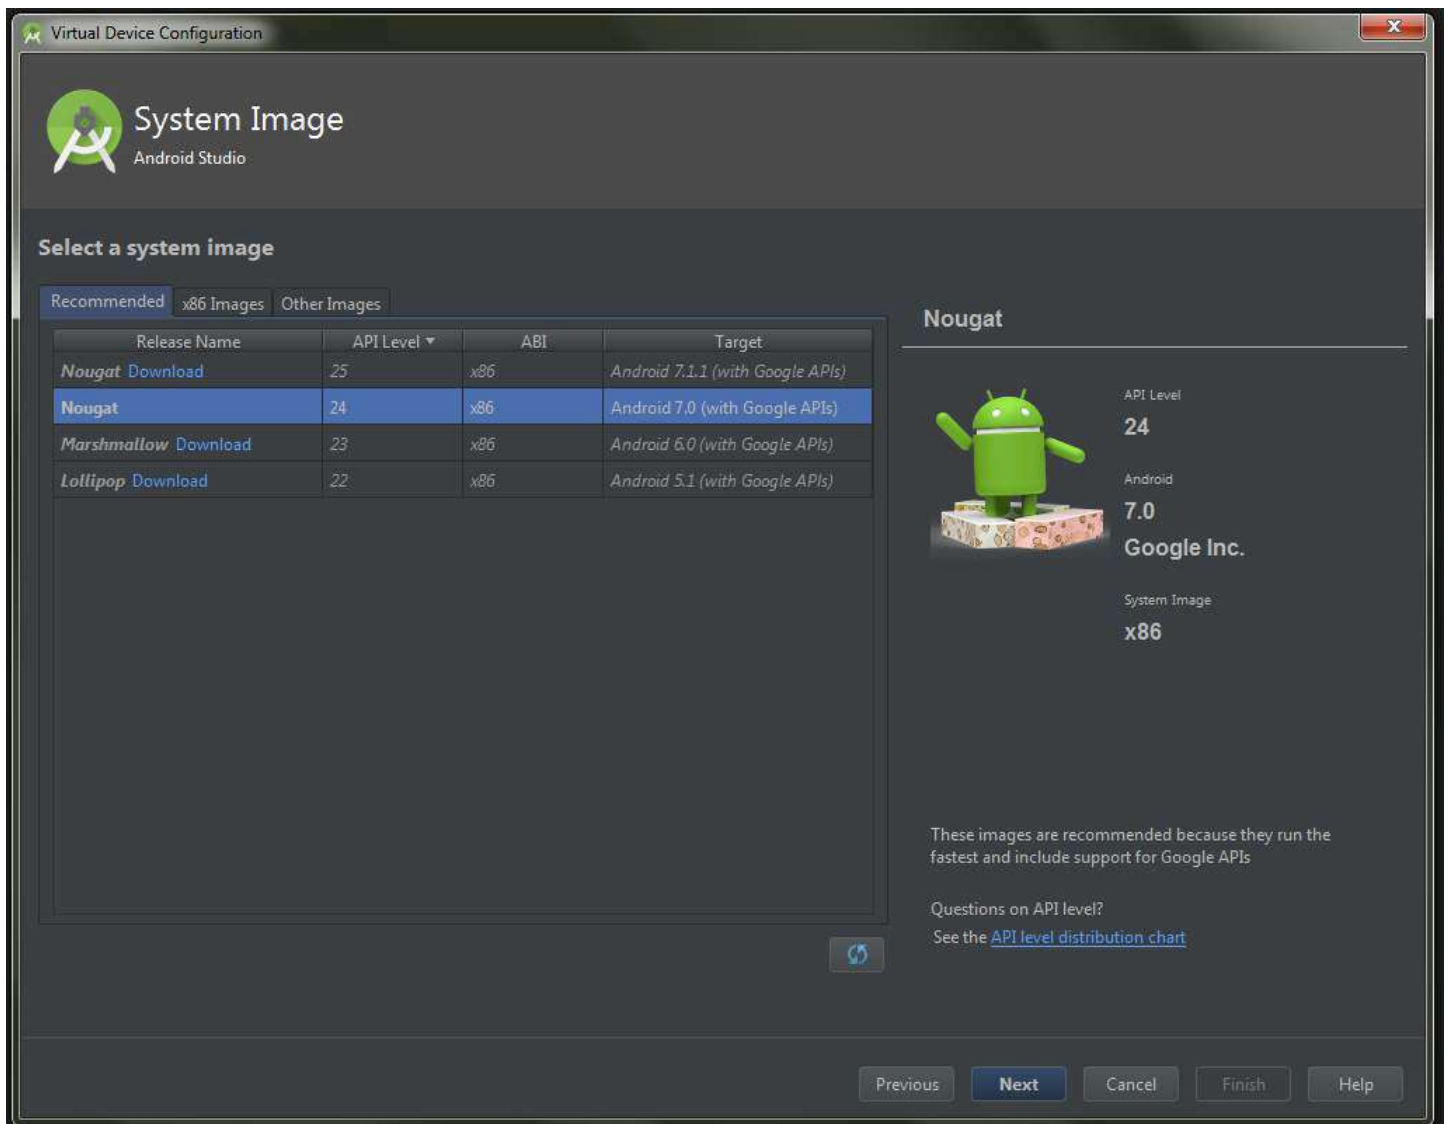 Virtual Device Configuration
x
System Image
Android Studio
Select a system image
Recommended x86 Images Other Images
Release Name API Level ABI Target
Nougat Download 25 x86 Android 7.1.1 (with Google APIs)
Nougat 24 x86 Android 7.0 (with Google APIs)
Marshmallow Download 23 x86 Android 6.0 (with Google APIs)
Lollipop Download 22 x86 Android 5.1 (with Google APIs)
Nougat
API Level
24
Android
7.0
Google Inc.
System Image
x86
These images are recommended because they run the
fastest and include support for Google APIs
Questions on API level?
See the API level distribution chart
Previous Next Cancel Finish Help